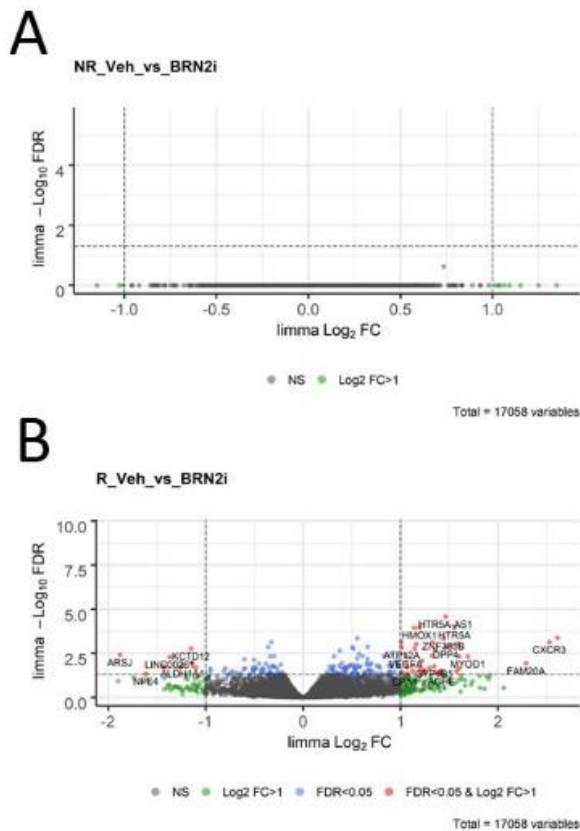 A
NR_Veh_vs_BRN2i
limma −Log₁₀ FDR
4
2
0
-1.0 -0.5 0.0 0.5 1.0
limma Log₂ FC
NS Log2 FC>1
Total = 17058 variables
B
R_Veh_vs_BRN2i
limma −Log₁₀ FDR
10.0
7.5
5.0
2.5
0.0
HTR5A-AS1
HMOX1 HTR5A
CXCR3
KCTD12
ARSJ
DPP4
MYOD1
FAM20A
-2 -1 0 1 2
limma Log₂ FC
NS Log2 FC>1 FDR<0.05 FDR<0.05 & Log2 FC>1
Total = 17058 variables